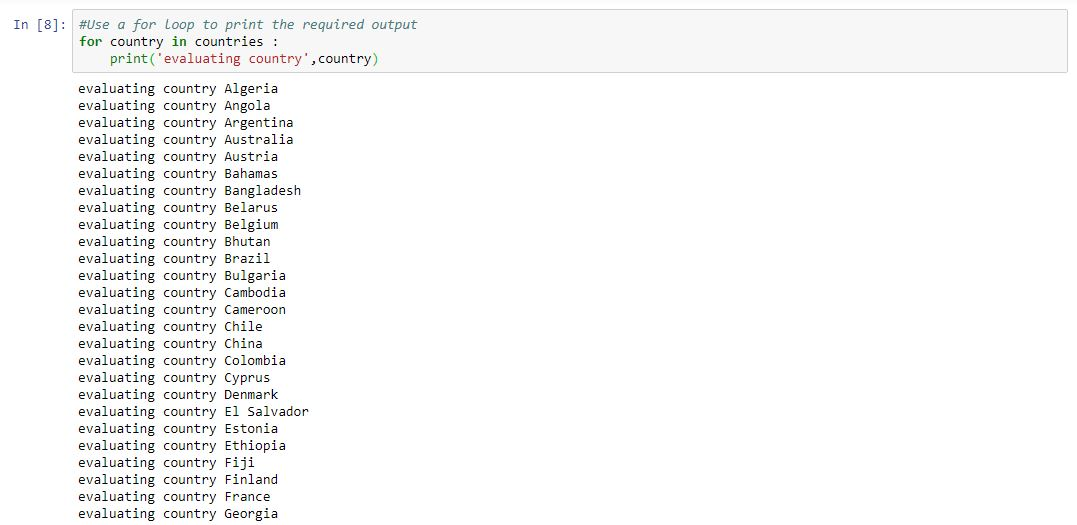 In [8]: #Use a for loop to print the required output
for country in countries :
    print('evaluating country',country)
evaluating country Algeria
evaluating country Angola
evaluating country Argentina
evaluating country Australia
evaluating country Austria
evaluating country Bahamas
evaluating country Bangladesh
evaluating country Belarus
evaluating country Belgium
evaluating country Bhutan
evaluating country Brazil
evaluating country Bulgaria
evaluating country Cambodia
evaluating country Cameroon
evaluating country Chile
evaluating country China
evaluating country Colombia
evaluating country Cyprus
evaluating country Denmark
evaluating country El Salvador
evaluating country Estonia
evaluating country Ethiopia
evaluating country Fiji
evaluating country Finland
evaluating country France
evaluating country Georgia